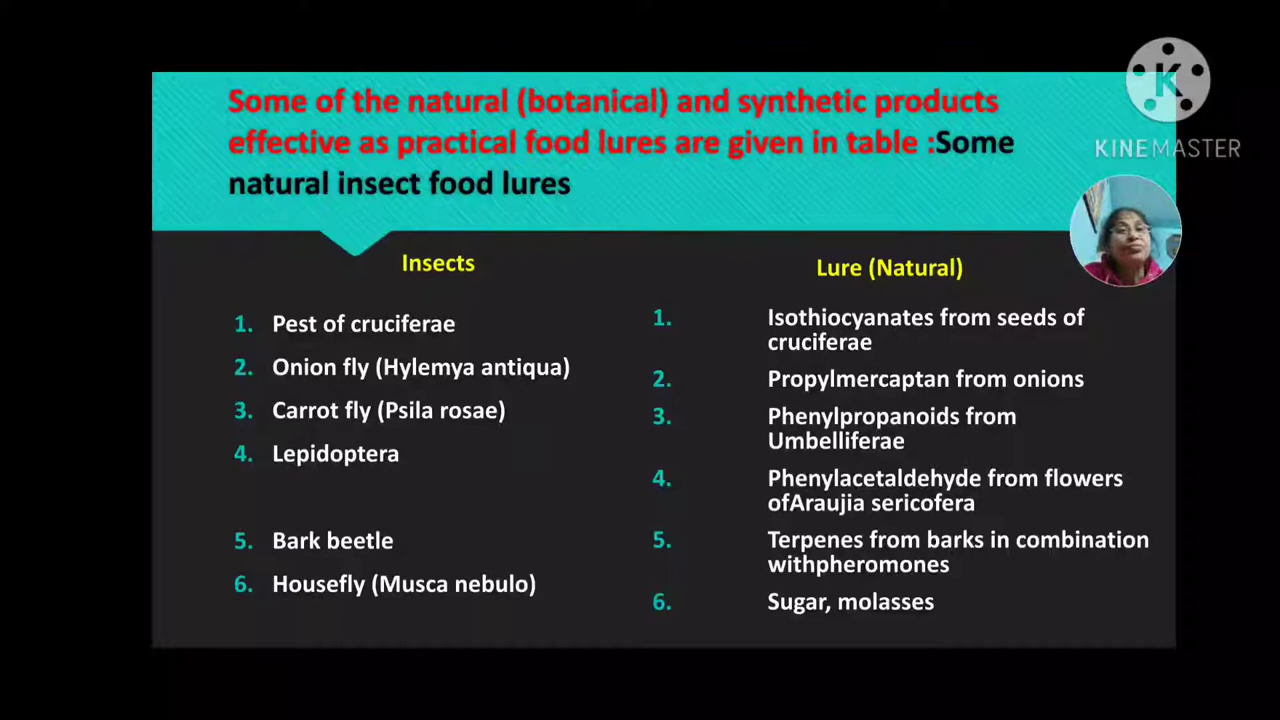 Some of the natural (botanical) and synthetic products
effective as practical food lures are given in table :Some
natural insect food lures
K
KINEMASTER
Insects
1. Pest of cruciferae
2. Onion fly (Hylemya antiqua)
3. Carrot fly (Psila rosae)
4. Lepidoptera
5. Bark beetle
6. Housefly (Musca nebulo)
Lure (Natural)
1. Isothiocyanates from seeds of
cruciferae
2. Propylmercaptan from onions
3. Phenylpropanoids from
Umbelliferae
4. Phenylacetaldehyde from flowers
ofAraujia sericofera
5. Terpenes from barks in combination
withpheromones
6. Sugar, molasses